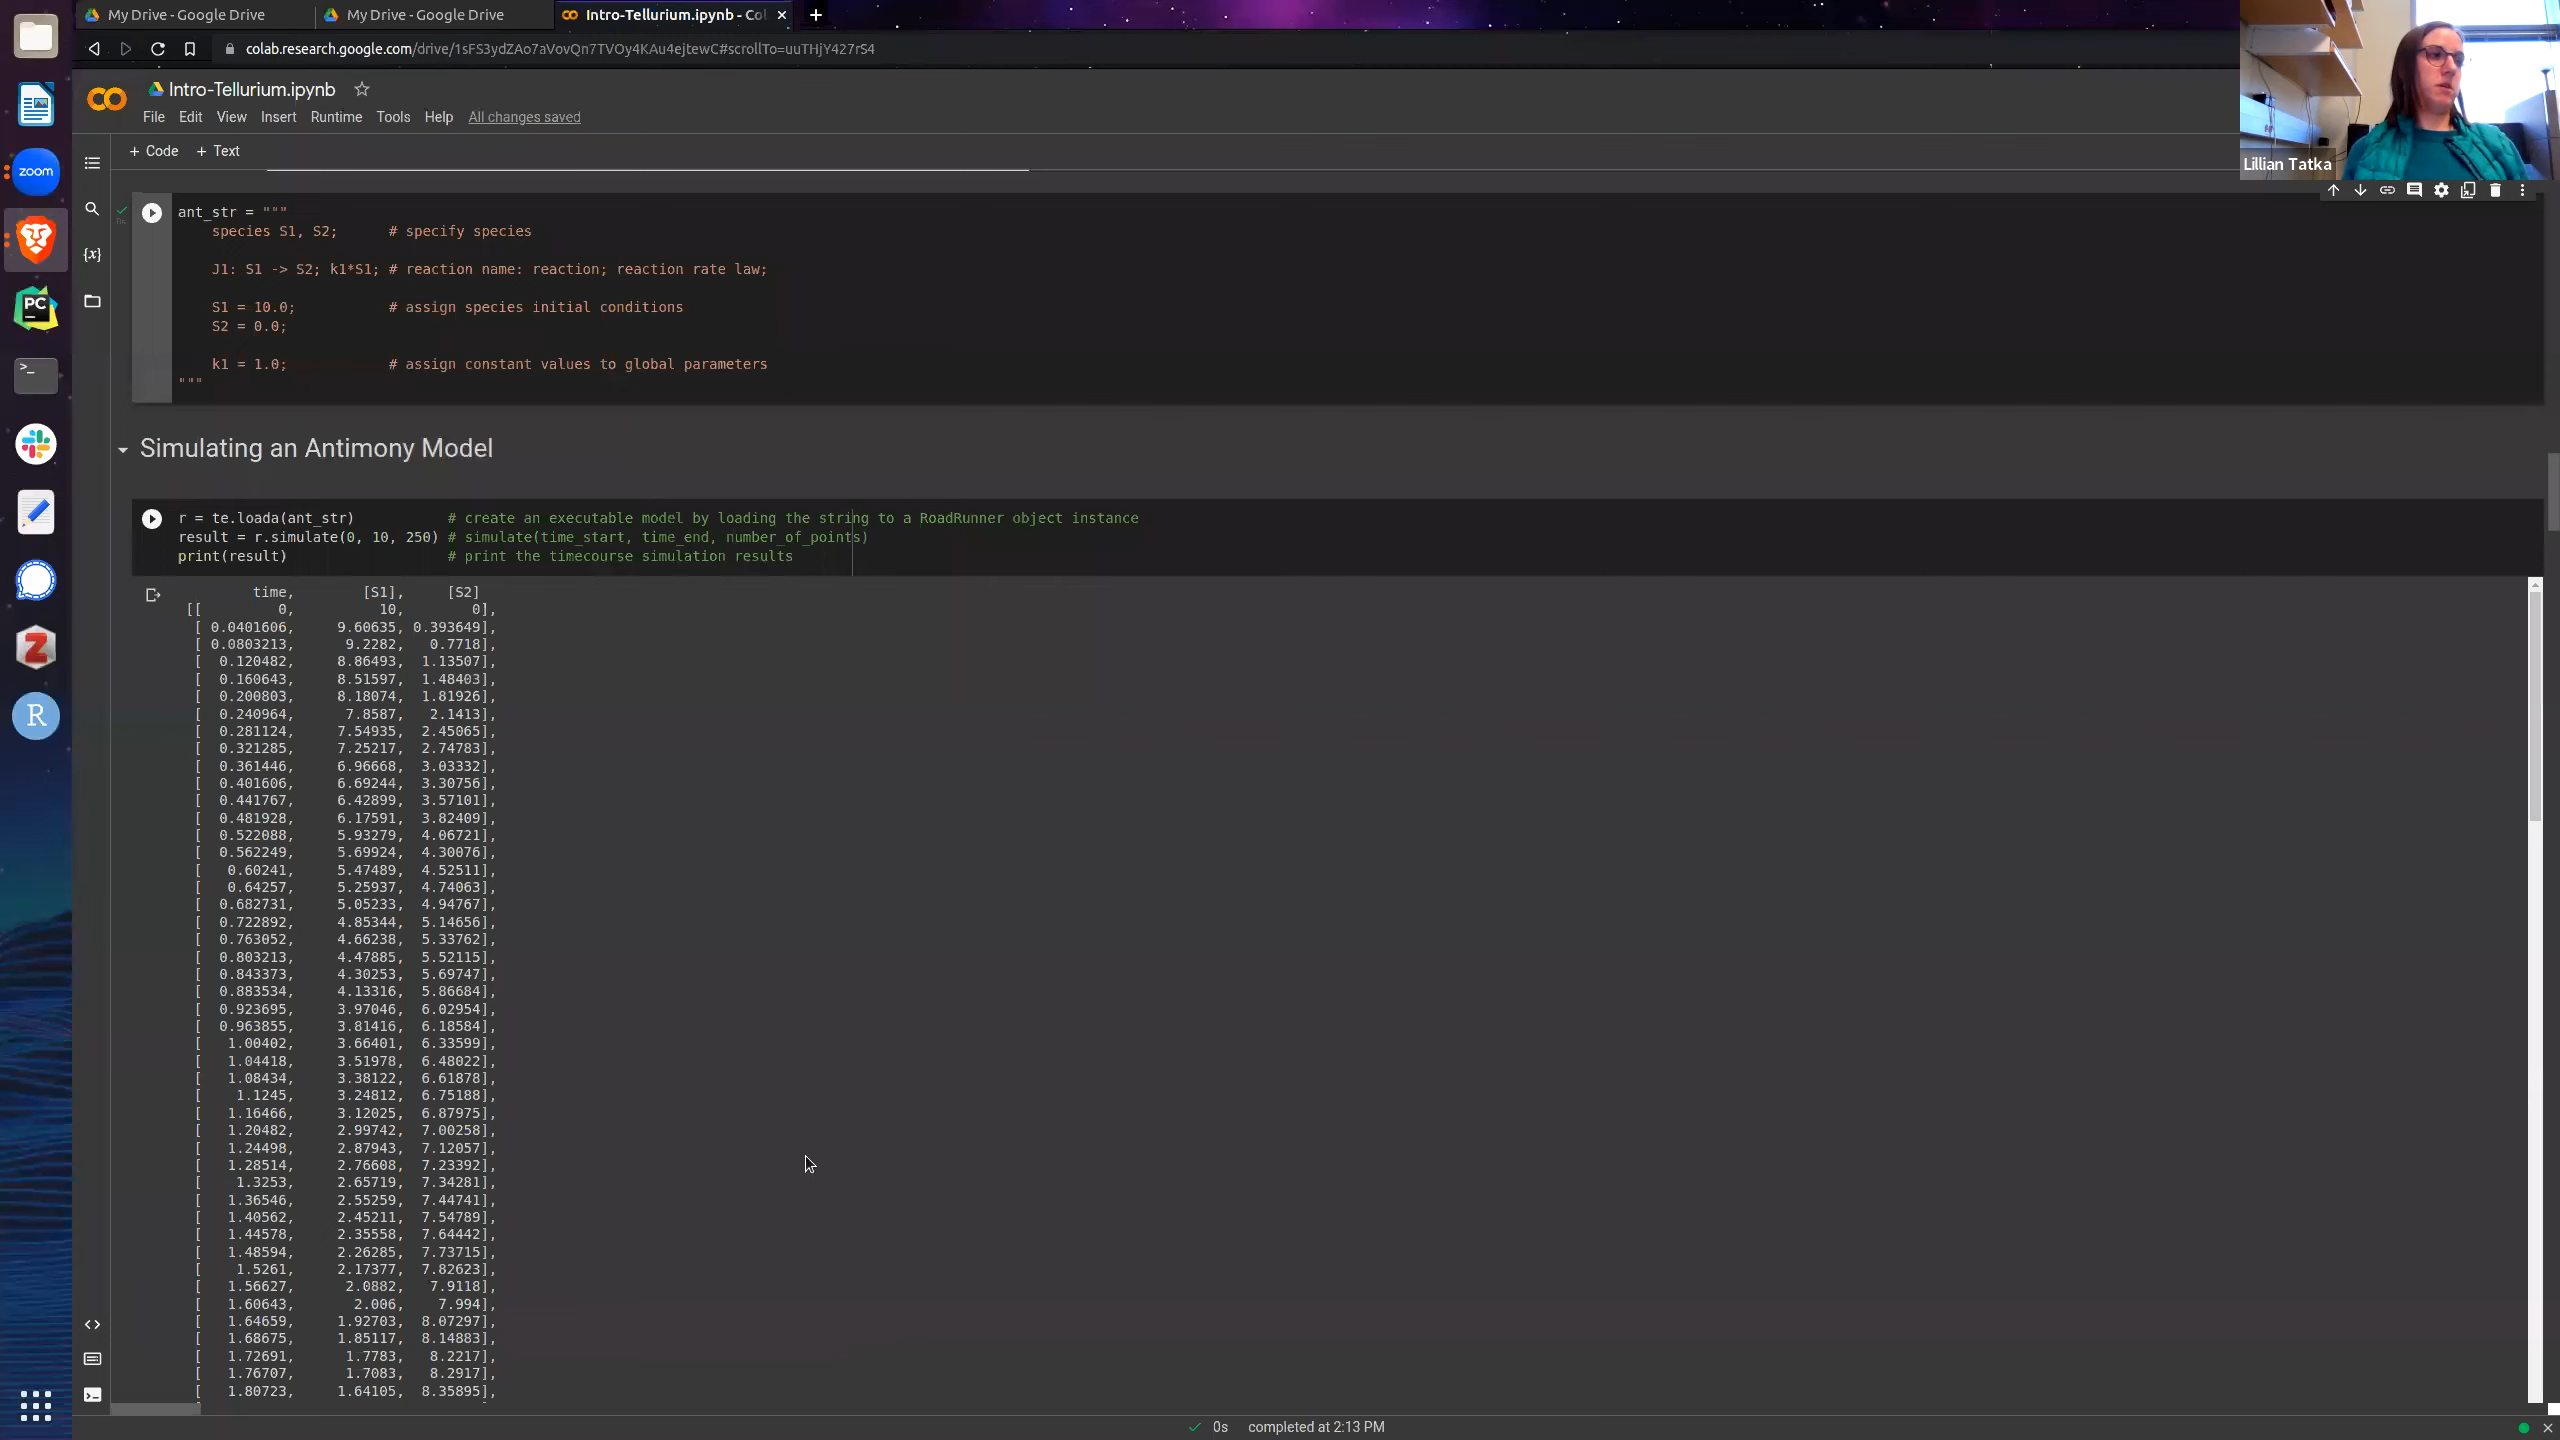 My Drive - Google Drive
My Drive - Google Drive
Intro-Tellurium.ipynb - Co
colab.research.google.com/drive/1sFS3ydZAo7aVovQn7TVOy4KAu4ejtewC#scrollTo=uuTHjY427rS4
Intro-Tellurium.ipynb
File Edit View Insert Runtime Tools Help All changes saved
+ Code + Text
Lillian Tatka
zoom
PC
Z
R
ant_str = """
species S1, S2; # specify species
J1: S1 -> S2; k1*S1; # reaction name: reaction; reaction rate law;
S1 = 10.0; # assign species initial conditions
S2 = 0.0;
k1 = 1.0; # assign constant values to global parameters
"""
Simulating an Antimony Model
r = te.loada(ant_str) # create an executable model by loading the string to a RoadRunner object instance
result = r.simulate(0, 10, 250) # simulate(time_start, time_end, number_of_points)
print(result) # print the timecourse simulation results
time, [S1], [S2]
[[ 0, 10, 0],
[ 0.0401606, 9.60635, 0.393649],
[ 0.0803213, 9.2282, 0.7718],
[ 0.120482, 8.86493, 1.13507],
[ 0.160643, 8.51597, 1.48403],
[ 0.200803, 8.18074, 1.81926],
[ 0.240964, 7.8587, 2.1413],
[ 0.281124, 7.54935, 2.45065],
[ 0.321285, 7.25217, 2.74783],
[ 0.361446, 6.96668, 3.03332],
[ 0.401606, 6.69244, 3.30756],
[ 0.441767, 6.42899, 3.57101],
[ 0.481928, 6.17591, 3.82409],
[ 0.522088, 5.93279, 4.06721],
[ 0.562249, 5.69924, 4.30076],
[ 0.60241, 5.47489, 4.52511],
[ 0.64257, 5.25937, 4.74063],
[ 0.682731, 5.05233, 4.94767],
[ 0.722892, 4.85344, 5.14656],
[ 0.763052, 4.66238, 5.33762],
[ 0.803213, 4.47885, 5.52115],
[ 0.843373, 4.30253, 5.69747],
[ 0.883534, 4.13316, 5.86684],
[ 0.923695, 3.97046, 6.02954],
[ 0.963855, 3.81416, 6.18584],
[ 1.00402, 3.66401, 6.33599],
[ 1.04418, 3.51978, 6.48022],
[ 1.08434, 3.38122, 6.61878],
[ 1.1245, 3.24812, 6.75188],
[ 1.16466, 3.12025, 6.87975],
[ 1.20482, 2.99742, 7.00258],
[ 1.24498, 2.87943, 7.12057],
[ 1.28514, 2.76608, 7.23392],
[ 1.3253, 2.65719, 7.34281],
[ 1.36546, 2.55259, 7.44741],
[ 1.40562, 2.45211, 7.54789],
[ 1.44578, 2.35558, 7.64442],
[ 1.48594, 2.26285, 7.73715],
[ 1.5261, 2.17377, 7.82623],
[ 1.56627, 2.0882, 7.9118],
[ 1.60643, 2.006, 7.994],
[ 1.64659, 1.92703, 8.07297],
[ 1.68675, 1.85117, 8.14883],
[ 1.72691, 1.7783, 8.2217],
[ 1.76707, 1.7083, 8.2917],
[ 1.80723, 1.64105, 8.35895],
0s completed at 2:13 PM